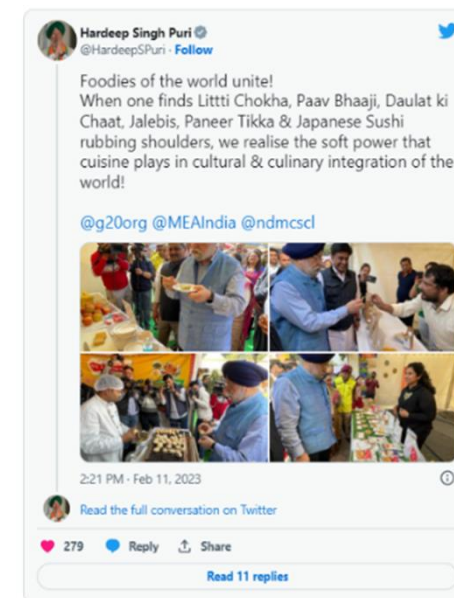 Hardeep Singh Puri
@HardeepSPuri · Follow
Foodies of the world unite!
When one finds Littti Chokha, Paav Bhaaji, Daulat ki
Chaat, Jalebis, Paneer Tikka & Japanese Sushi
rubbing shoulders, we realise the soft power that
cuisine plays in cultural & culinary integration of the
world!
@g20org @MEAIndia @ndmcscl
2:21 PM · Feb 11, 2023
Read the full conversation on Twitter
279 Reply Share
Read 11 replies